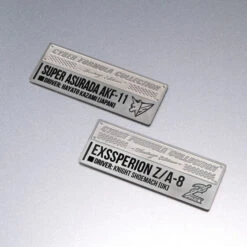 CYBER FORMULA COLLECTION
SUPER ASURADA AKF-11
DRIVER: HAYATO KAZAMI (JAPAN)
CYBER FORMULA COLLECTION
EXSSPERION Z/A-8
DRIVER: KNIGHT SHOEMACH (UK)